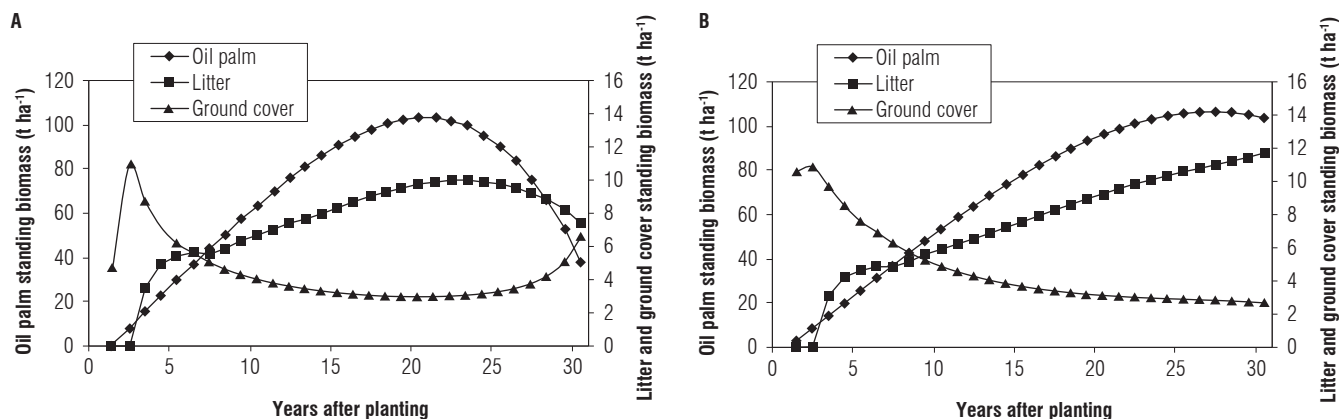 A
Oil palm
Litter
Ground cover
Oil palm standing biomass (t ha-1)
120
100
80
60
40
20
0
0 5 10 15 20 25 30
Years after planting
16
14
12
10
8
6
4
2
0
Litter and ground cover standing biomass (t ha-1)
B
Oil palm
Litter
Ground cover
Oil palm standing biomass (t ha-1)
120
100
80
60
40
20
0
0 5 10 15 20 25 30
Years after planting
16
14
12
10
8
6
4
2
0
Litter and ground cover standing biomass (t ha-1)